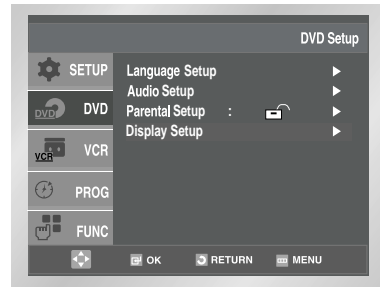 DVD Setup
SETUP
DVD DVD
VCR VCR
PROG
FUNC
Language Setup
Audio Setup
Parental Setup :
Display Setup
OK RETURN MENU